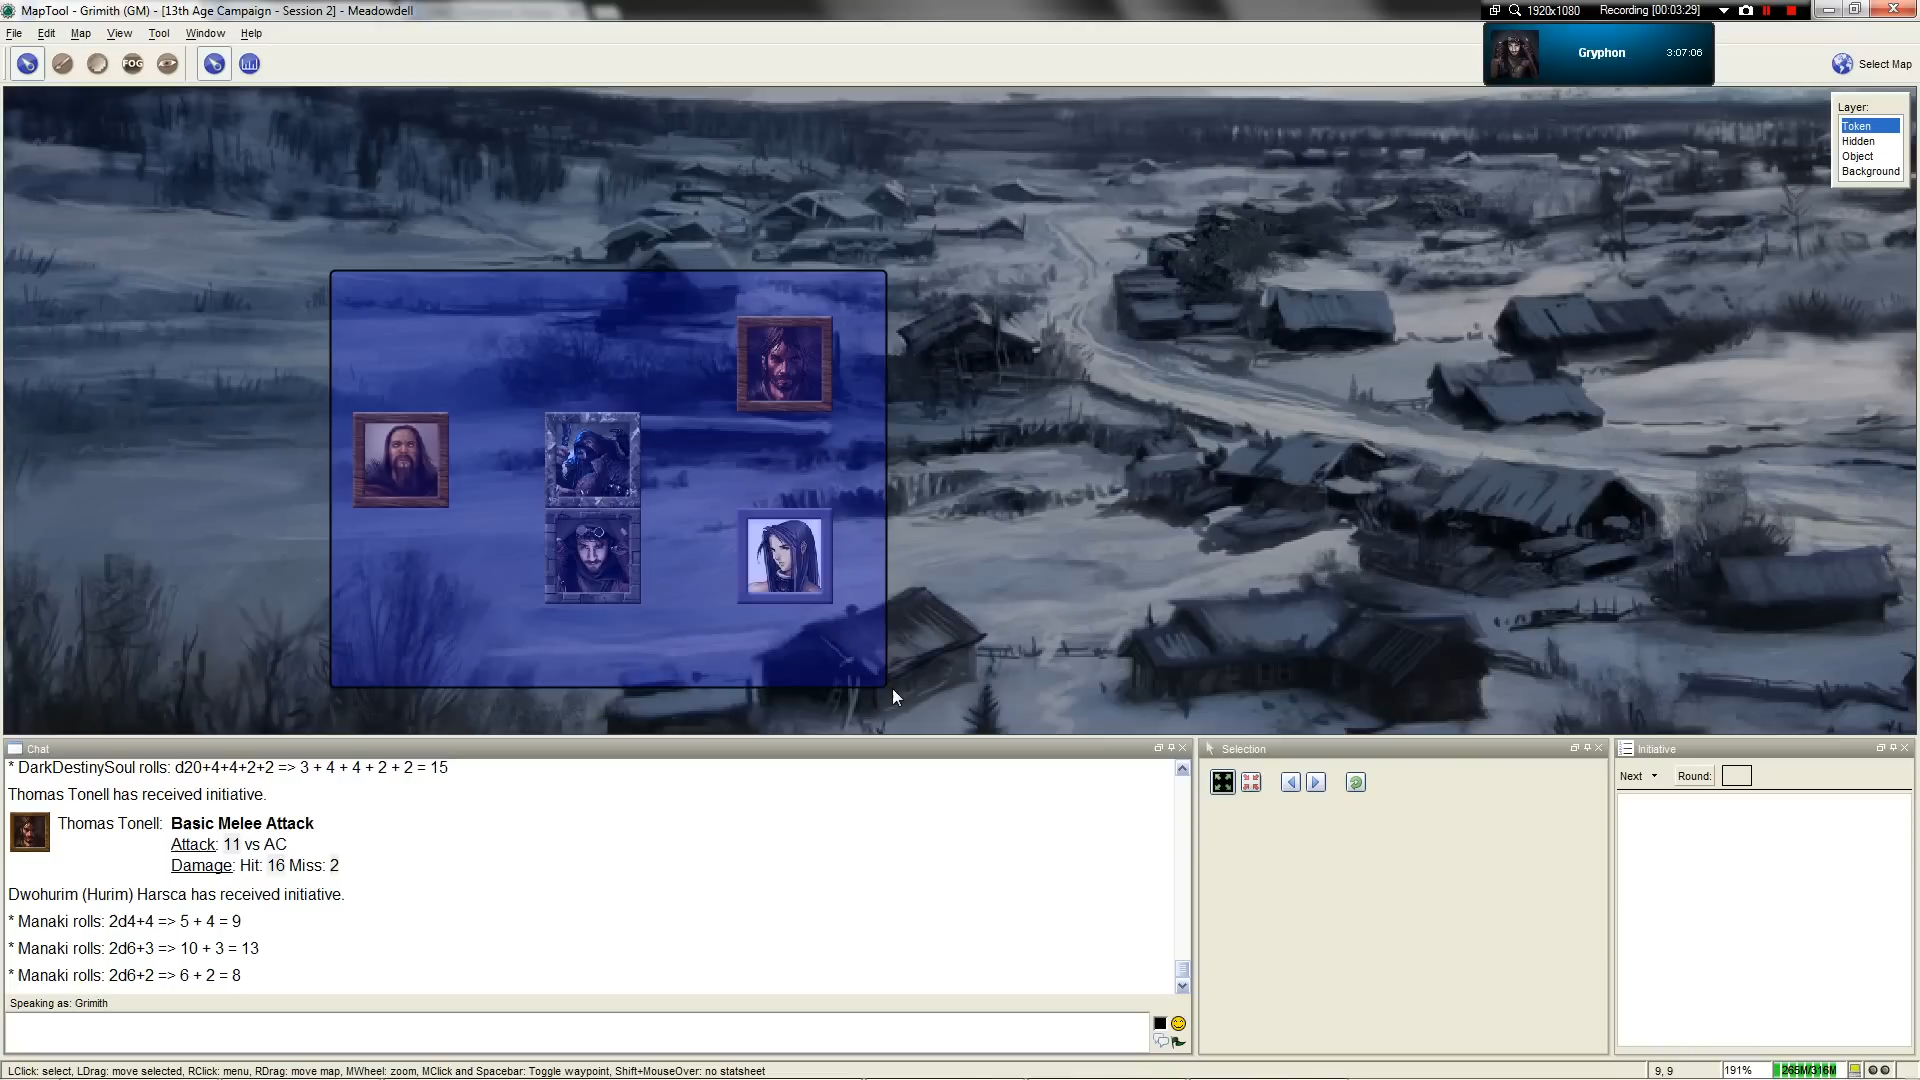 MapTool - Grimith (GM) - [13th Age Campaign - Session 2] - Meadowdell
1920x1080 Recording [00:03:29]
File Edit Map View Tool Window Help
Gryphon 3:07:06
FOG
Select Map
Layer:
Token
Hidden
Object
Background
Chat
* DarkDestinySoul rolls: d20+4+4+2+2 => 3 + 4 + 4 + 2 + 2 = 15
Thomas Tonell has received initiative.
Thomas Tonell: Basic Melee Attack
Attack: 11 vs AC
Damage: Hit: 16 Miss: 2
Dwohurim (Hurim) Harsca has received initiative.
* Manaki rolls: 2d4+4 => 5 + 4 = 9
* Manaki rolls: 2d6+3 => 10 + 3 = 13
* Manaki rolls: 2d6+2 => 6 + 2 = 8
Speaking as: Grimith
Selection
Initiative
Next Round:
LClick: select, LDrag: move selected, RClick: menu, RDrag: move map, MWheel: zoom, MClick and Spacebar: Toggle waypoint, Shift+MouseOver: no statsheet
9, 9 191% 265M/316M